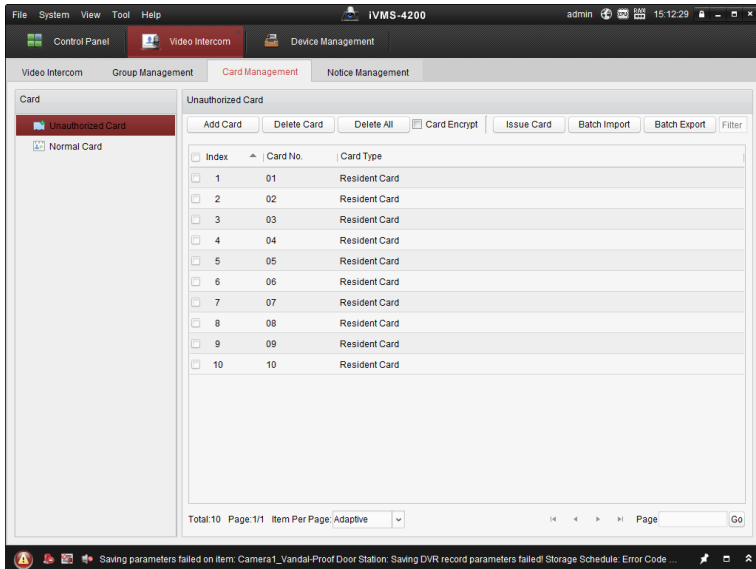 File System View Tool Help iVMS-4200 admin 15:12:29
Control Panel Video Intercom Device Management
Video Intercom Group Management Card Management Notice Management
Card Unauthorized Card
Unauthorized Card
Normal Card
Add Card Delete Card Delete All Card Encrypt Issue Card Batch Import Batch Export Filter
Index Card No. Card Type
1 01 Resident Card
2 02 Resident Card
3 03 Resident Card
4 04 Resident Card
5 05 Resident Card
6 06 Resident Card
7 07 Resident Card
8 08 Resident Card
9 09 Resident Card
10 10 Resident Card
Total:10 Page:1/1 Item Per Page: Adaptive Page Go
Saving parameters failed on item: Camera1_Vandal-Proof Door Station: Saving DVR record parameters failed! Storage Schedule: Error Code ...